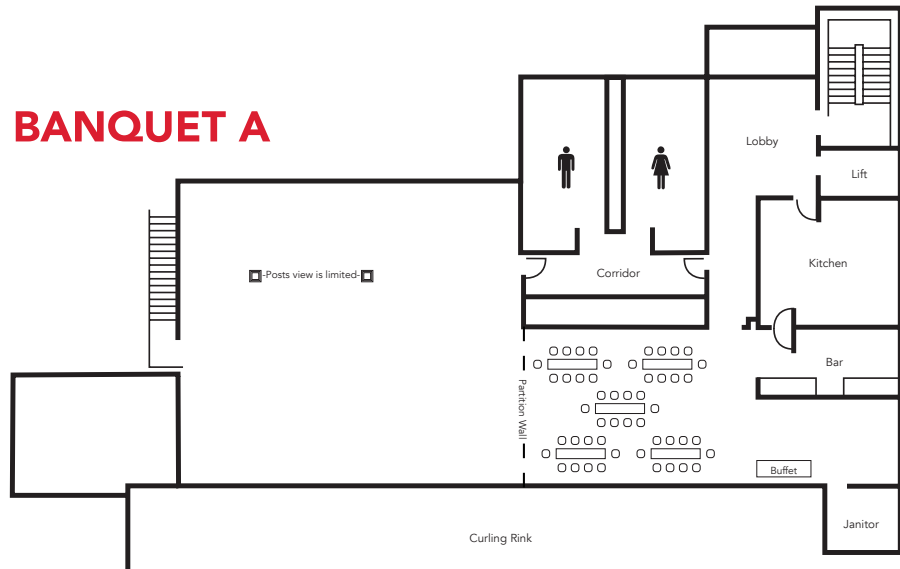 BANQUET A
Lobby
Lift
-Posts view is limited-
Corridor
Kitchen
Bar
Partition Wall
Buffet
Janitor
Curling Rink